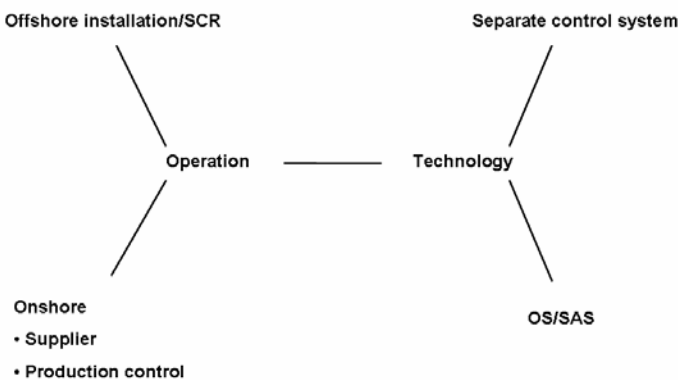 Offshore installation/SCR
Separate control system
Operation
Technology
Onshore
• Supplier
• Production control
OS/SAS